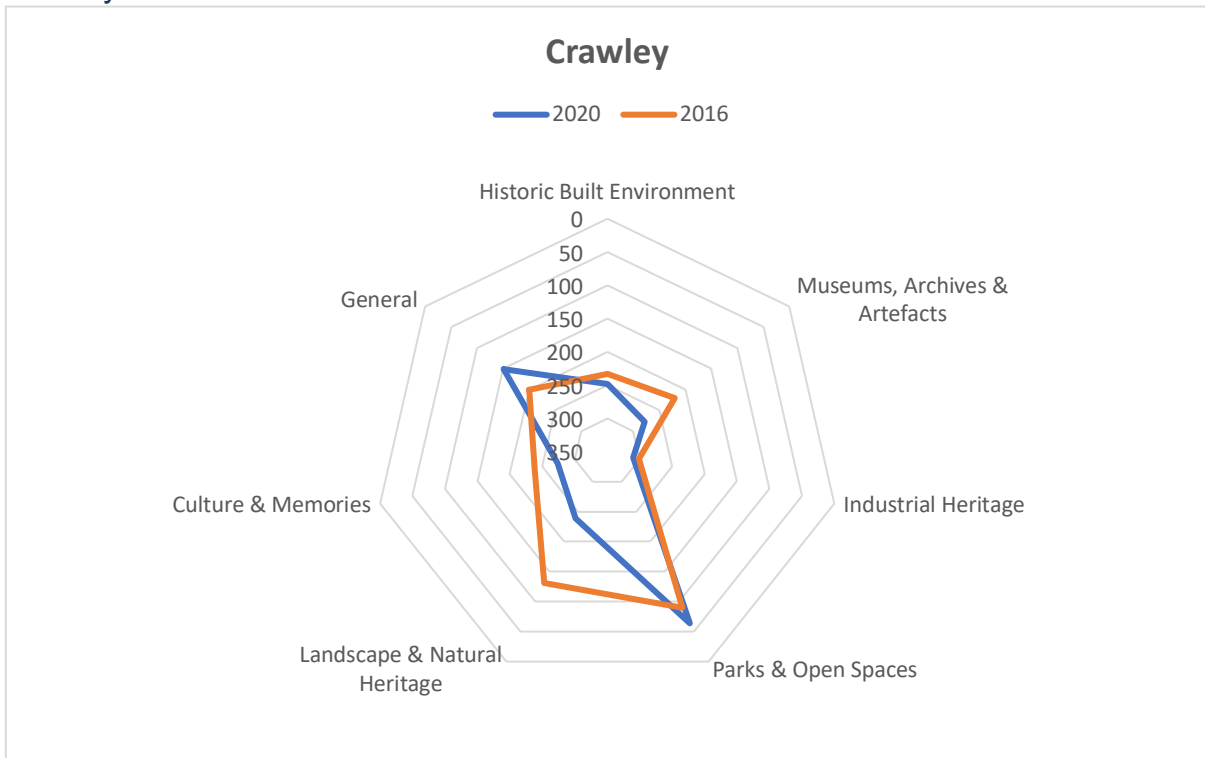 Crawley
2020 2016
Historic Built Environment
0
50
100
150
200
250
300
350
Museums, Archives &
Artefacts
Industrial Heritage
Parks & Open Spaces
Landscape & Natural
Heritage
Culture & Memories
General